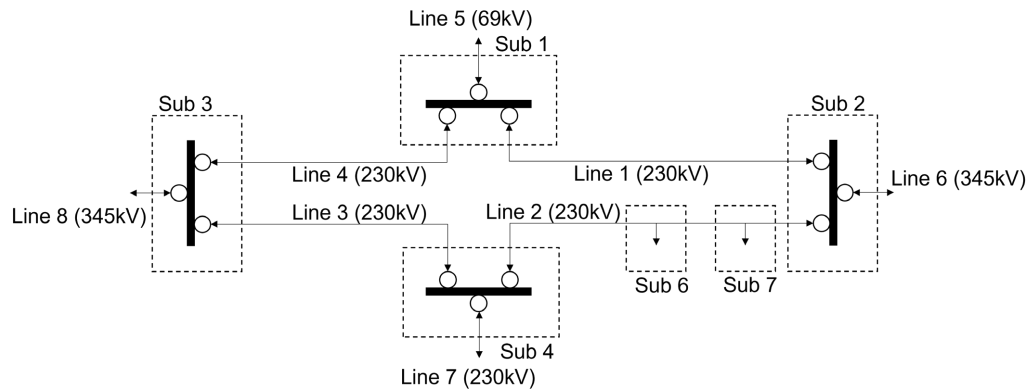 Line 5 (69kV)
Sub 1
Sub 3
Sub 2
Line 4 (230kV)
Line 1 (230kV)
Line 6 (345kV)
Line 8 (345kV)
Line 3 (230kV)
Line 2 (230kV)
Sub 6
Sub 7
Sub 4
Line 7 (230kV)